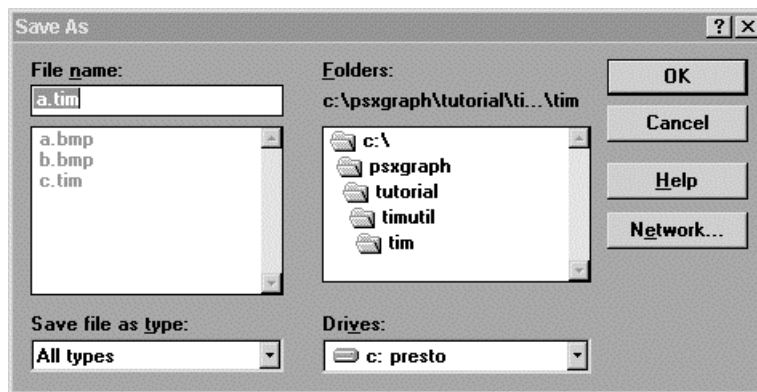 Save As
File name:
a.tim
a.bmp
b.bmp
c.tim
Save file as type:
All types
Folders:
c:\psxgraph\tutorial\ti...\tim
c:\
psxgraph
tutorial
timutil
tim
Drives:
c: presto
OK
Cancel
Help
Network...